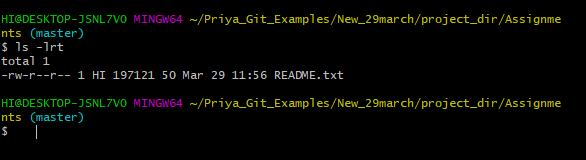 HI@DESKTOP-JSNL7VO MINGW64 ~/Priya_Git_Examples/New_29march/project_dir/Assignme
nts (master)
$ ls -lrt
total 1
-rw-r--r-- 1 HI 197121 50 Mar 29 11:56 README.txt
HI@DESKTOP-JSNL7VO MINGW64 ~/Priya_Git_Examples/New_29march/project_dir/Assignme
nts (master)
$